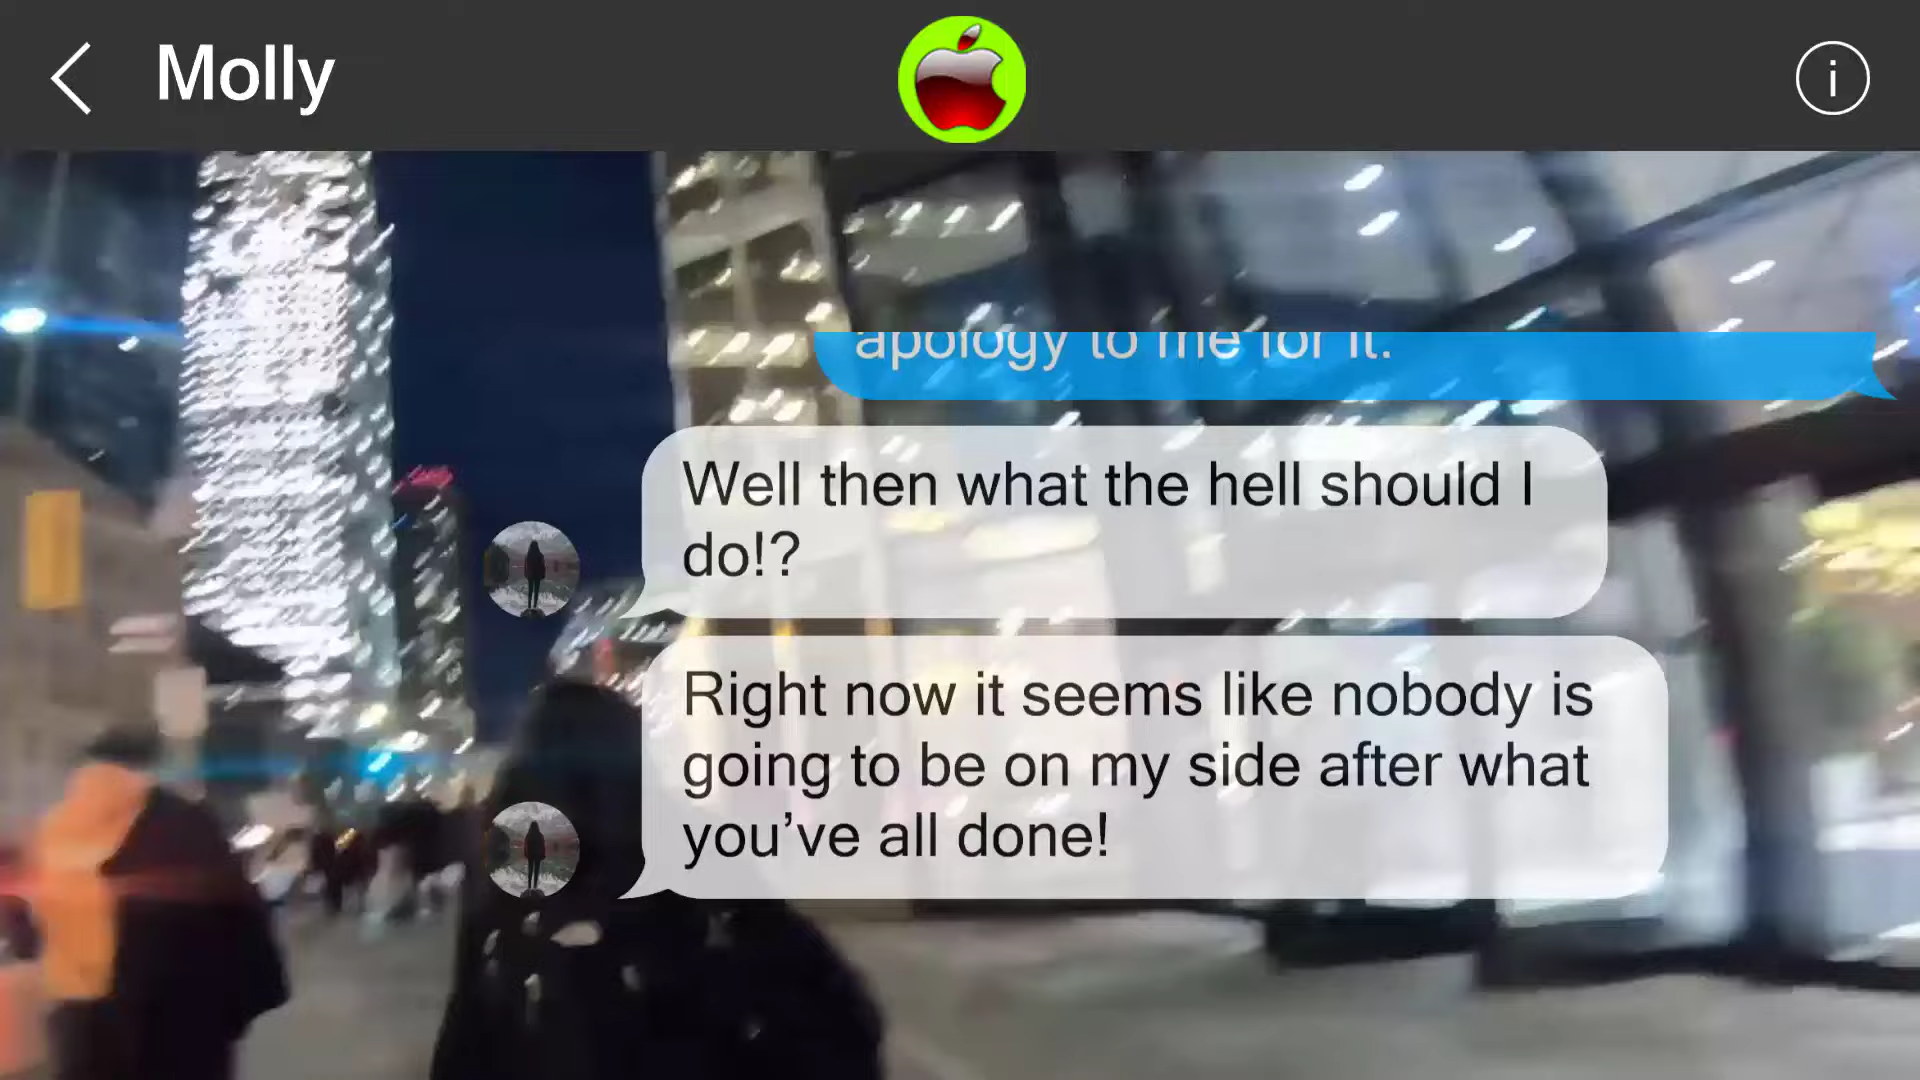 Molly
apology to me for it.
Well then what the hell should I
do!?
Right now it seems like nobody is
going to be on my side after what
you’ve all done!